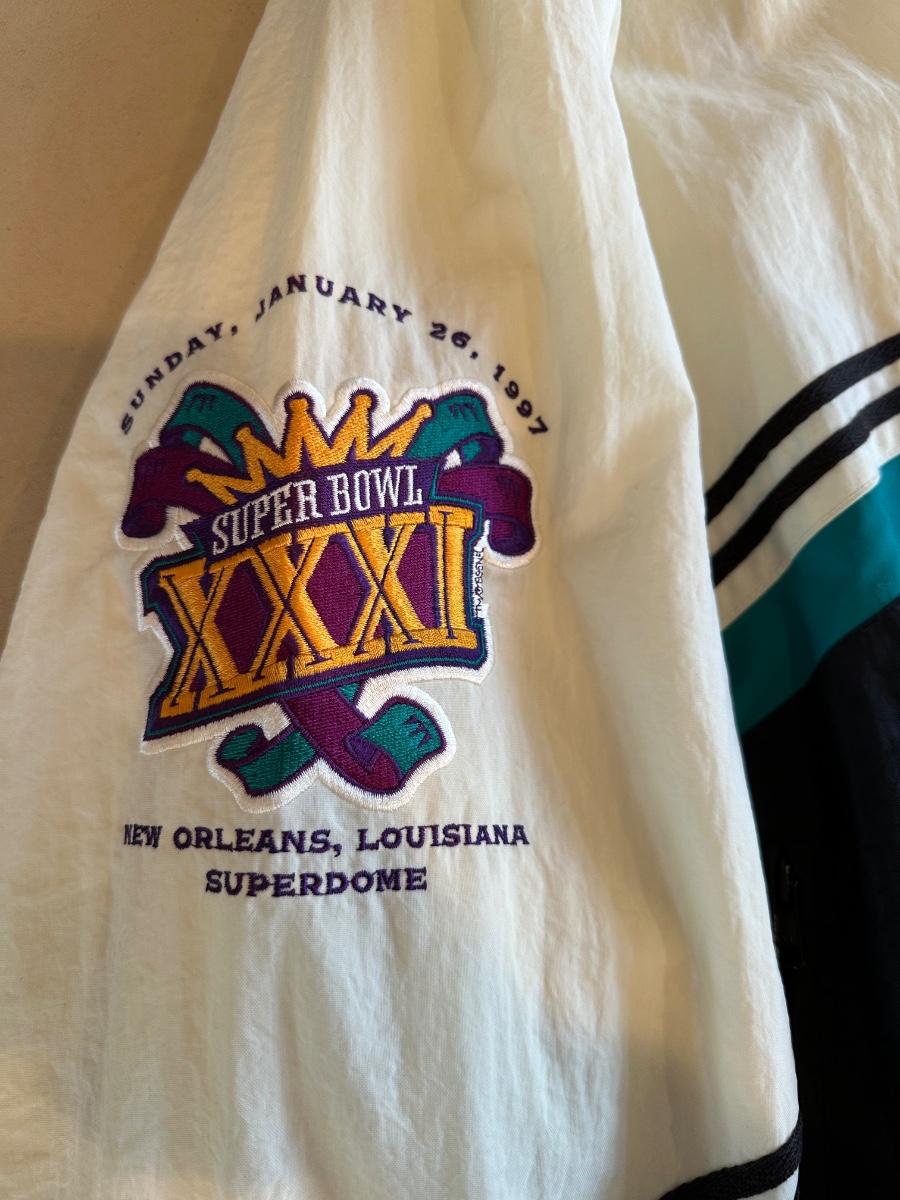 SUNDAY, JANUARY 26, 1997
SUPER BOWL
XXXI
NEW ORLEANS, LOUISIANA
SUPERDOME